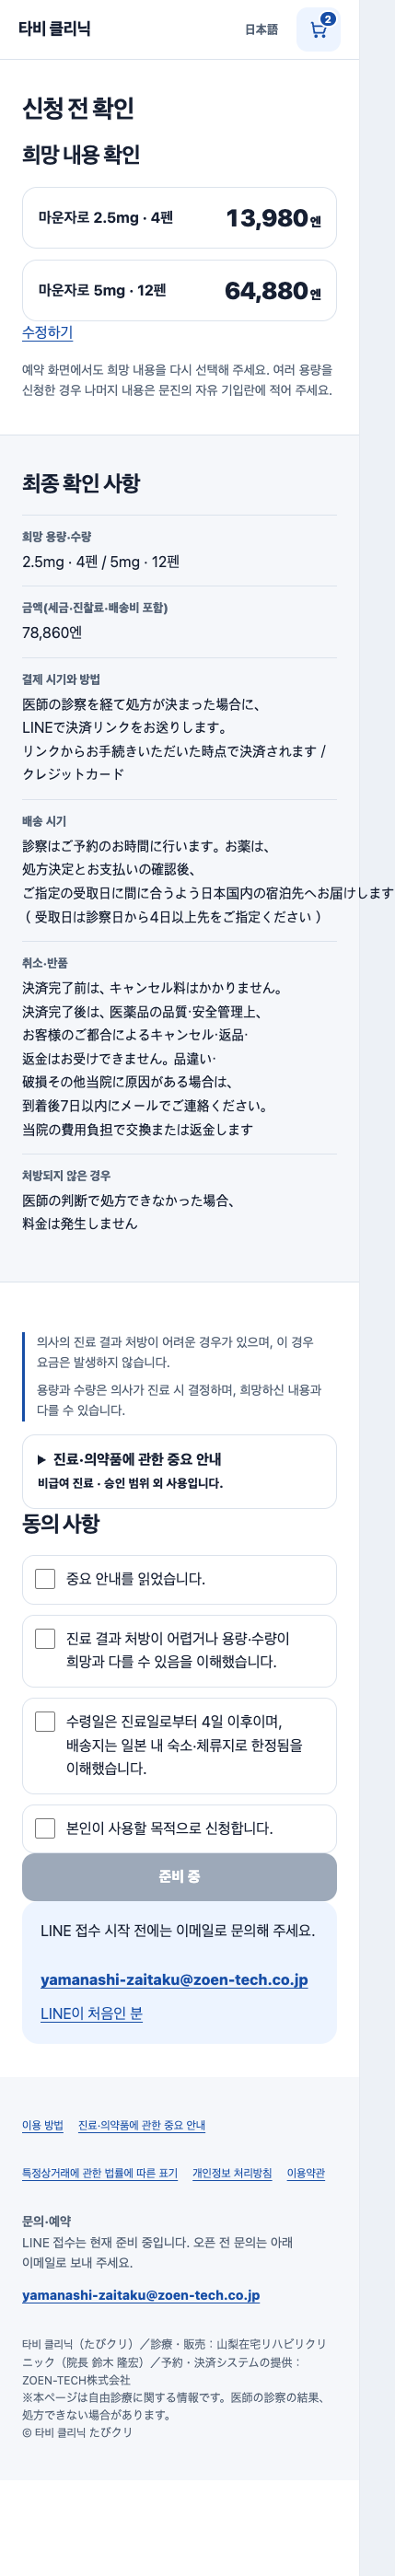 타비 클리닉
日本語
2
신청 전 확인
희망 내용 확인
마운자로 2.5mg · 4펜
13,980엔
마운자로 5mg · 12펜
64,880엔
수정하기
예약 화면에서도 희망 내용을 다시 선택해 주세요. 여러 용량을
신청한 경우 나머지 내용은 문진의 자유 기입란에 적어 주세요.
최종 확인 사항
희망 용량·수량
2.5mg · 4펜 / 5mg · 12펜
금액(세금·진찰료·배송비 포함)
78,860엔
결제 시기와 방법
医師の診察を経て処方が決まった場合に、
LINEで決済リンクをお送りします。
リンクからお手続きいただいた時点で決済されます /
クレジットカード
배송 시기
診察はご予約のお時間に行います。お薬は、
処方決定とお支払いの確認後、
ご指定の受取日に間に合うよう日本国内の宿泊先へお届けします
（受取日は診察日から4日以上先をご指定ください）
취소·반품
決済完了前は、キャンセル料はかかりません。
決済完了後は、医薬品の品質·安全管理上、
お客様のご都合によるキャンセル·返品·
返金はお受けできません。品違い·
破損その他当院に原因がある場合は、
到着後7日以内にメールでご連絡ください。
当院の費用負担で交換または返金します
처방되지 않은 경우
医師の判断で処方できなかった場合、
料金は発生しません
의사의 진료 결과 처방이 어려운 경우가 있으며, 이 경우
요금은 발생하지 않습니다.
용량과 수량은 의사가 진료 시 결정하며, 희망하신 내용과
다를 수 있습니다.
▶ 진료·의약품에 관한 중요 안내
비급여 진료 · 승인 범위 외 사용입니다.
동의 사항
중요 안내를 읽었습니다.
진료 결과 처방이 어렵거나 용량·수량이
희망과 다를 수 있음을 이해했습니다.
수령일은 진료일로부터 4일 이후이며,
배송지는 일본 내 숙소·체류지로 한정됨을
이해했습니다.
본인이 사용할 목적으로 신청합니다.
준비 중
LINE 접수 시작 전에는 이메일로 문의해 주세요.
yamanashi-zaitaku@zoen-tech.co.jp
LINE이 처음인 분
이용 방법 진료·의약품에 관한 중요 안내
특정상거래에 관한 법률에 따른 표기 개인정보 처리방침 이용약관
문의·예약
LINE 접수는 현재 준비 중입니다. 오픈 전 문의는 아래
이메일로 보내 주세요.
yamanashi-zaitaku@zoen-tech.co.jp
타비 클리닉（たびクリ）／診療・販売：山梨在宅リハビリクリ
ニック（院長 鈴木 隆宏）／予約・決済システムの提供：
ZOEN-TECH株式会社
※本ページは自由診療に関する情報です。医師の診察の結果、
処方できない場合があります。
© 타비 클리닉 たびクリ